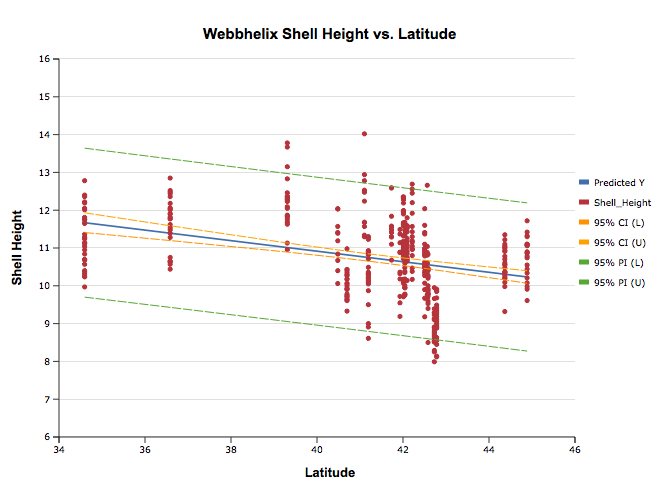 Webbhelix Shell Height vs. Latitude
16
15
14
13
12
11
10
9
8
7
6
34
36
38
40
42
44
46
Shell Height
Latitude
Predicted Y
Shell_Height
95% CI (L)
95% CI (U)
95% PI (L)
95% PI (U)